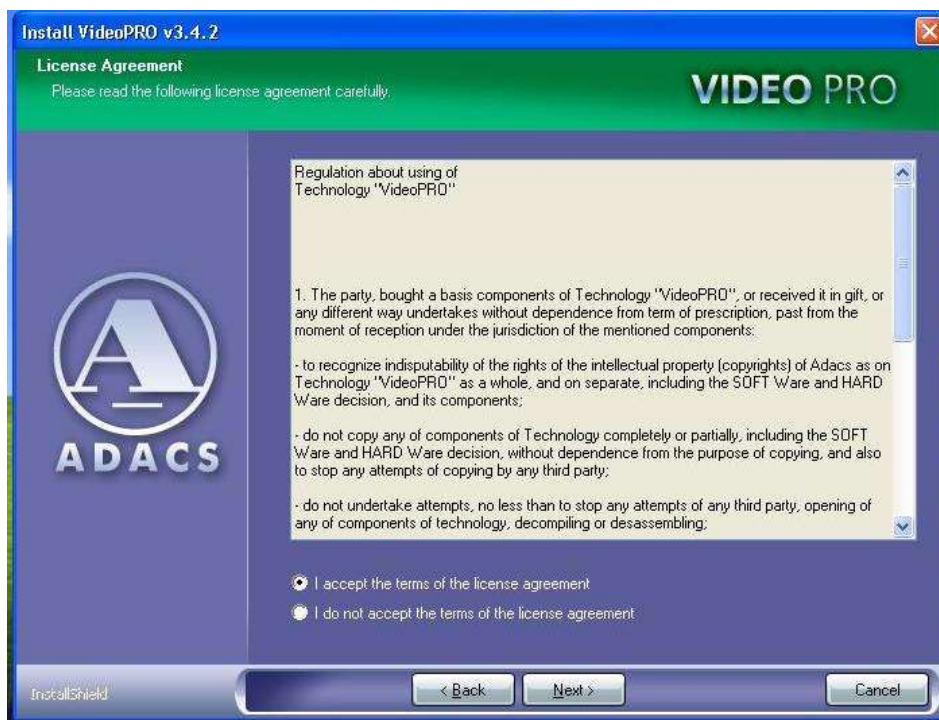 Install VideoPRO v3.4.2
License Agreement
Please read the following license agreement carefully.
VIDEO PRO
Regulation about using of
Technology "VideoPRO"
1. The party, bought a basis components of Technology "VideoPRO", or received it in gift, or
any different way undertakes without dependence from term of prescription, past from the
moment of reception under the jurisdiction of the mentioned components:
- to recognize indisputability of the rights of the intellectual property (copyrights) of Adacs as on
Technology "VideoPRO" as a whole, and on separate, including the SOFT Ware and HARD
Ware decision, and its components;
- do not copy any of components of Technology completely or partially, including the SOFT
Ware and HARD Ware decision, without dependence from the purpose of copying, and also
to stop any attempts of copying by any third party;
- do not undertake attempts, no less than to stop any attempts of any third party, opening of
any of components of technology, decompiling or desassembling;
ADACS
I accept the terms of the license agreement
I do not accept the terms of the license agreement
InstallShield
< Back
Next >
Cancel